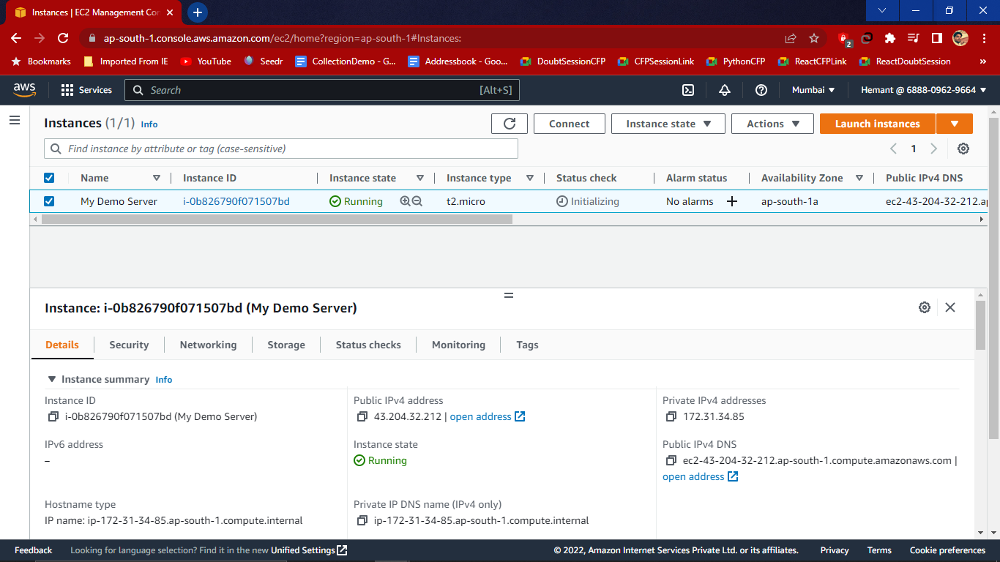 Instances | EC2 Management Con
ap-south-1.console.aws.amazon.com/ec2/home?region=ap-south-1#Instances:
2
Bookmarks Imported From IE YouTube Seedr CollectionDemo - G... Addressbook - Goo... DoubtSessionCFP CFPSessionLink PythonCFP ReactCFPLink ReactDoubtSession »
aws Services Search [Alt+S] Mumbai Hemant @ 6888-0962-9664
Instances (1/1) Info Connect Instance state Actions Launch instances
Find instance by attribute or tag (case-sensitive) 1
Name Instance ID Instance state Instance type Status check Alarm status Availability Zone Public IPv4 DNS
My Demo Server i-0b826790f071507bd Running t2.micro Initializing No alarms + ap-south-1a ec2-43-204-32-212.a
Instance: i-0b826790f071507bd (My Demo Server)
Details Security Networking Storage Status checks Monitoring Tags
Instance summary Info
Instance ID Public IPv4 address Private IPv4 addresses
i-0b826790f071507bd (My Demo Server) 43.204.32.212 | open address 172.31.34.85
IPv6 address Instance state Public IPv4 DNS
– Running ec2-43-204-32-212.ap-south-1.compute.amazonaws.com |
open address
Hostname type Private IP DNS name (IPv4 only)
IP name: ip-172-31-34-85.ap-south-1.compute.internal ip-172-31-34-85.ap-south-1.compute.internal
Feedback Looking for language selection? Find it in the new Unified Settings © 2022, Amazon Internet Services Private Ltd. or its affiliates. Privacy Terms Cookie preferences